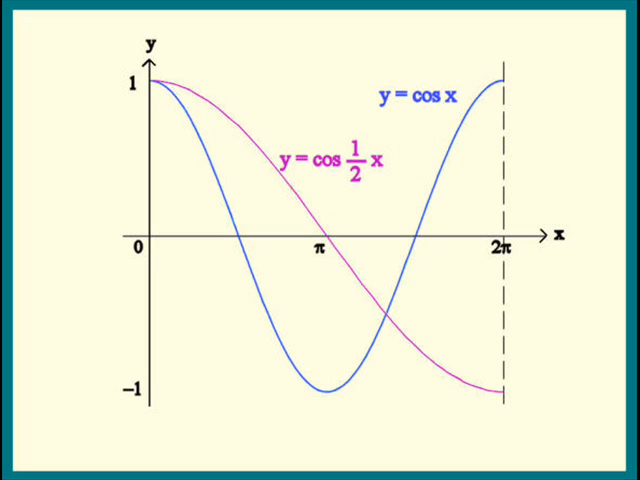 y
1
y = cos x
y = cos 1/2 x
0
π
2π
x
−1